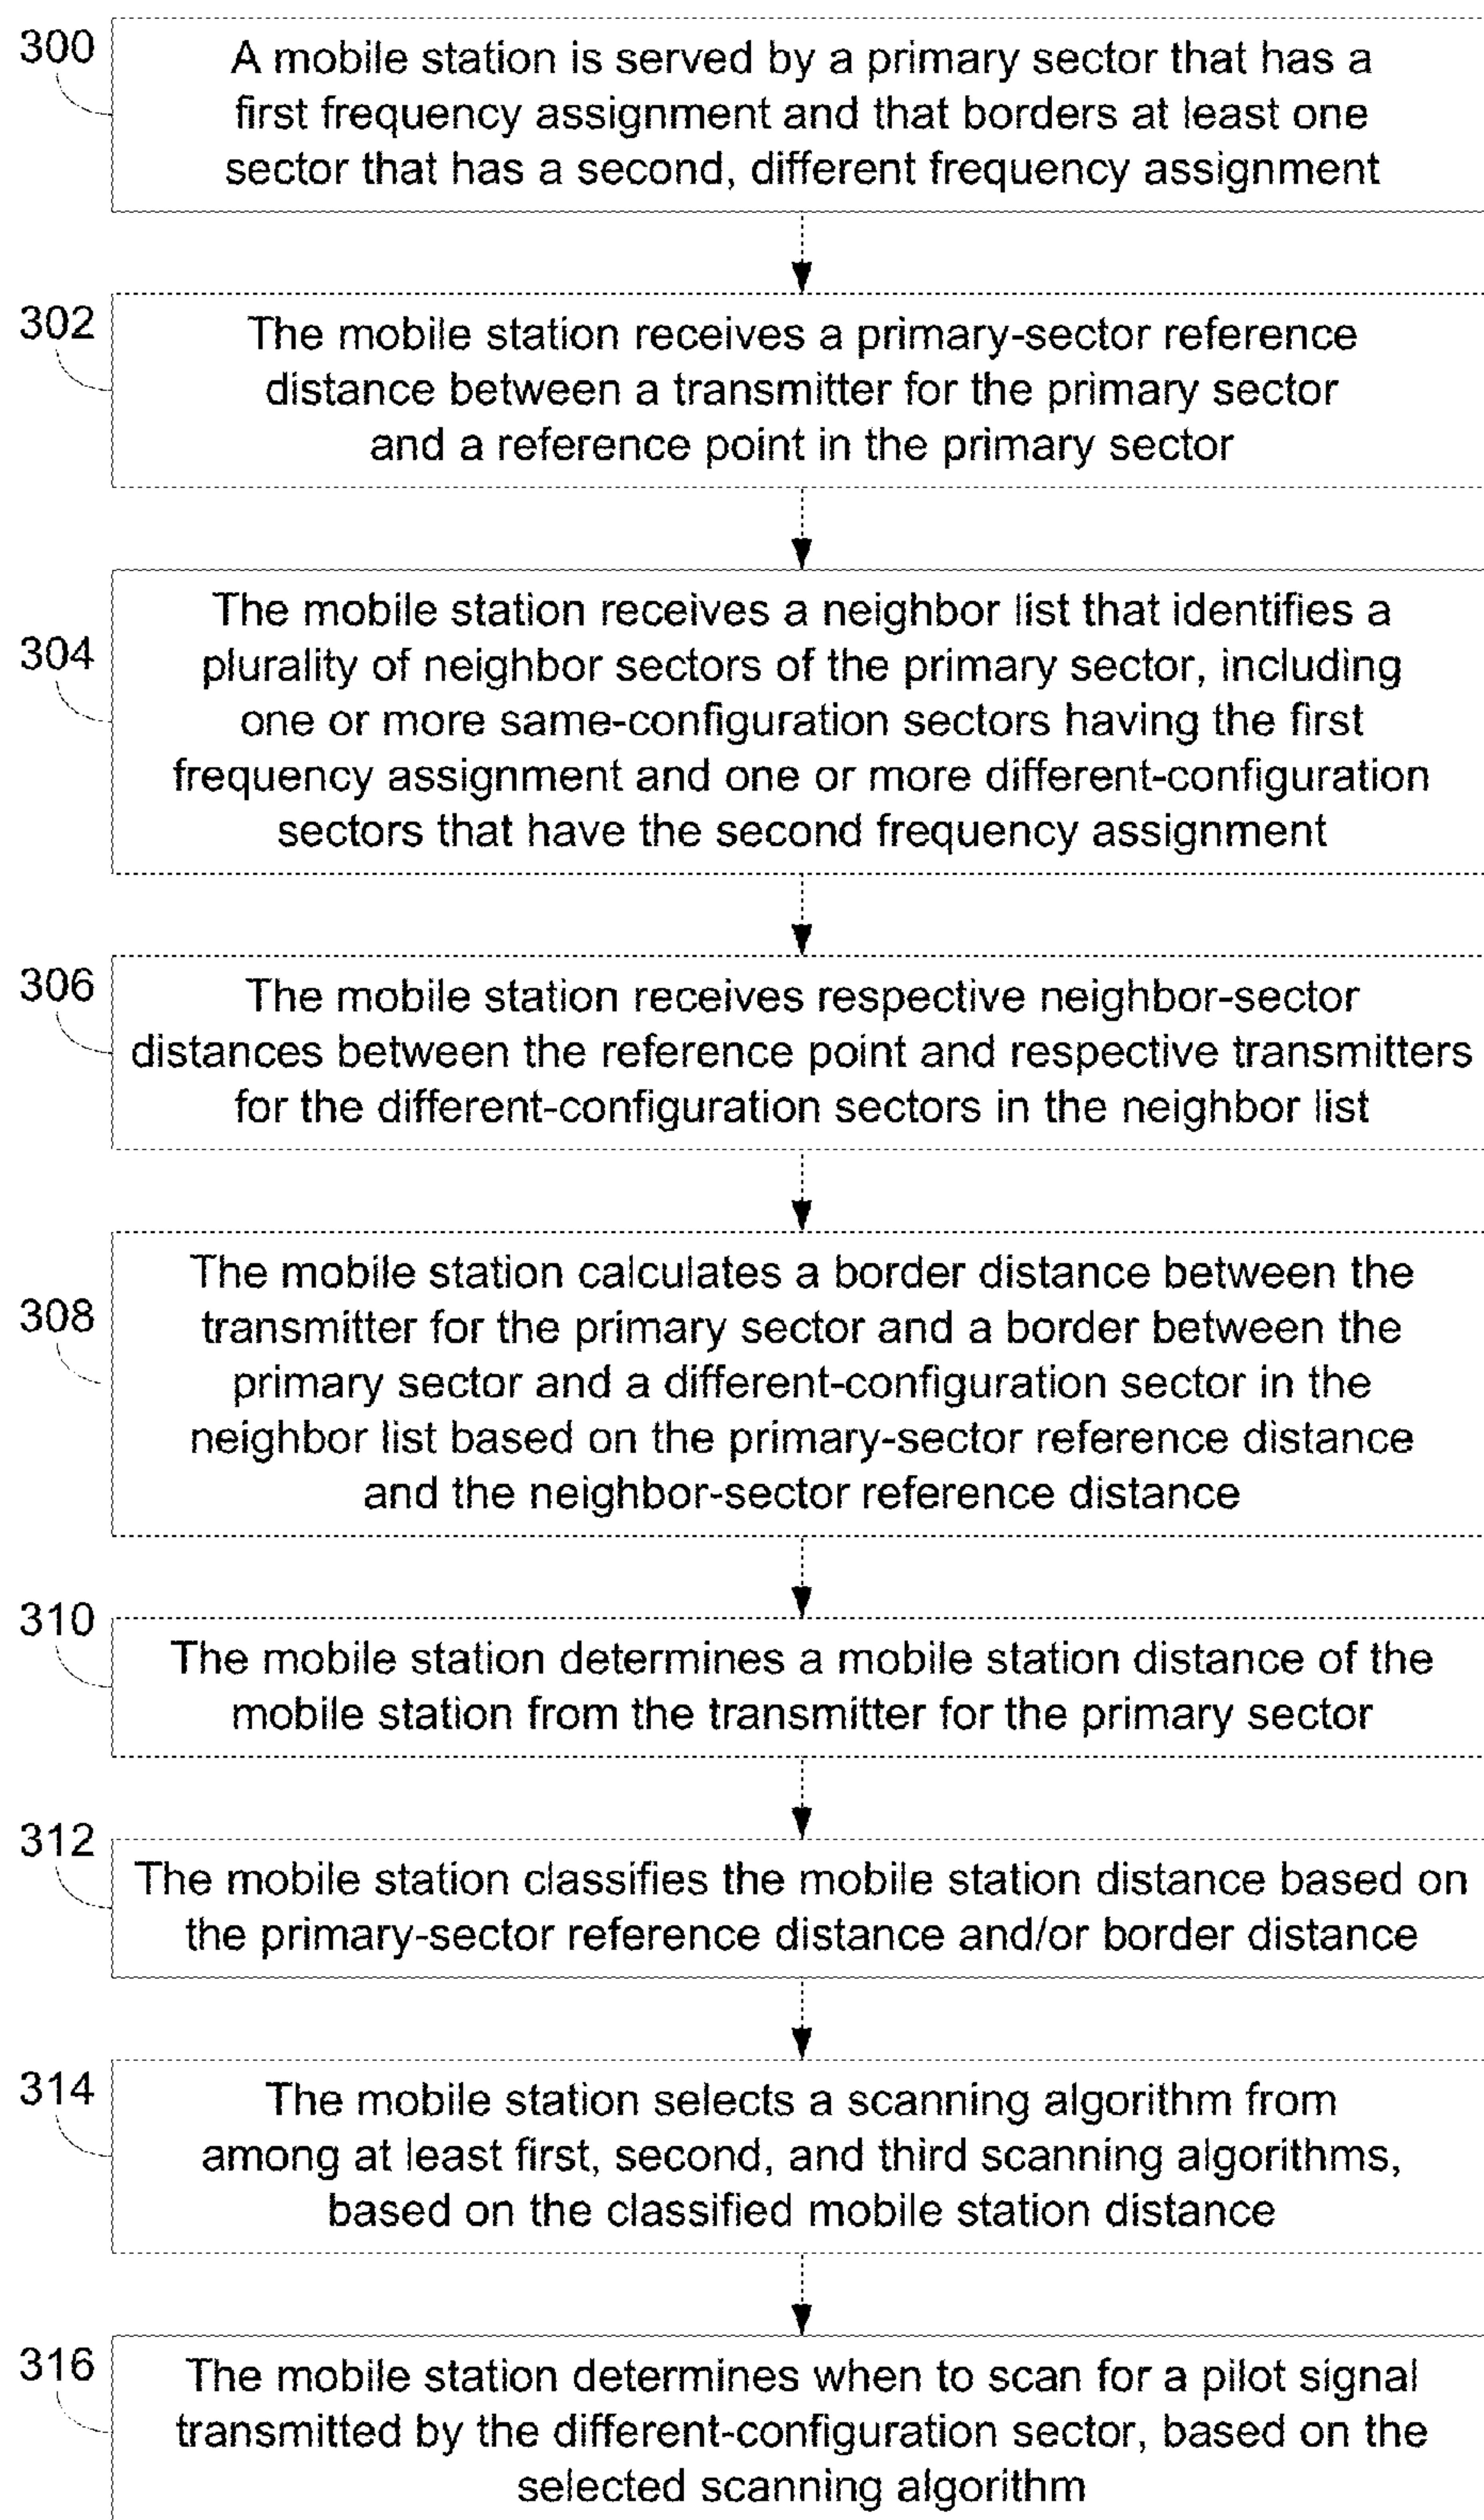 300
A mobile station is served by a primary sector that has a
first frequency assignment and that borders at least one
sector that has a second, different frequency assignment
302
The mobile station receives a primary-sector reference
distance between a transmitter for the primary sector
and a reference point in the primary sector
304
The mobile station receives a neighbor list that identifies a
plurality of neighbor sectors of the primary sector, including
one or more same-configuration sectors having the first
frequency assignment and one or more different-configuration
sectors that have the second frequency assignment
306
The mobile station receives respective neighbor-sector
distances between the reference point and respective transmitters
for the different-configuration sectors in the neighbor list
308
The mobile station calculates a border distance between the
transmitter for the primary sector and a border between the
primary sector and a different-configuration sector in the
neighbor list based on the primary-sector reference distance
and the neighbor-sector reference distance
310
The mobile station determines a mobile station distance of the
mobile station from the transmitter for the primary sector
312
The mobile station classifies the mobile station distance based on
the primary-sector reference distance and/or border distance
314
The mobile station selects a scanning algorithm from
among at least first, second, and third scanning algorithms,
based on the classified mobile station distance
316
The mobile station determines when to scan for a pilot signal
transmitted by the different-configuration sector, based on the
selected scanning algorithm